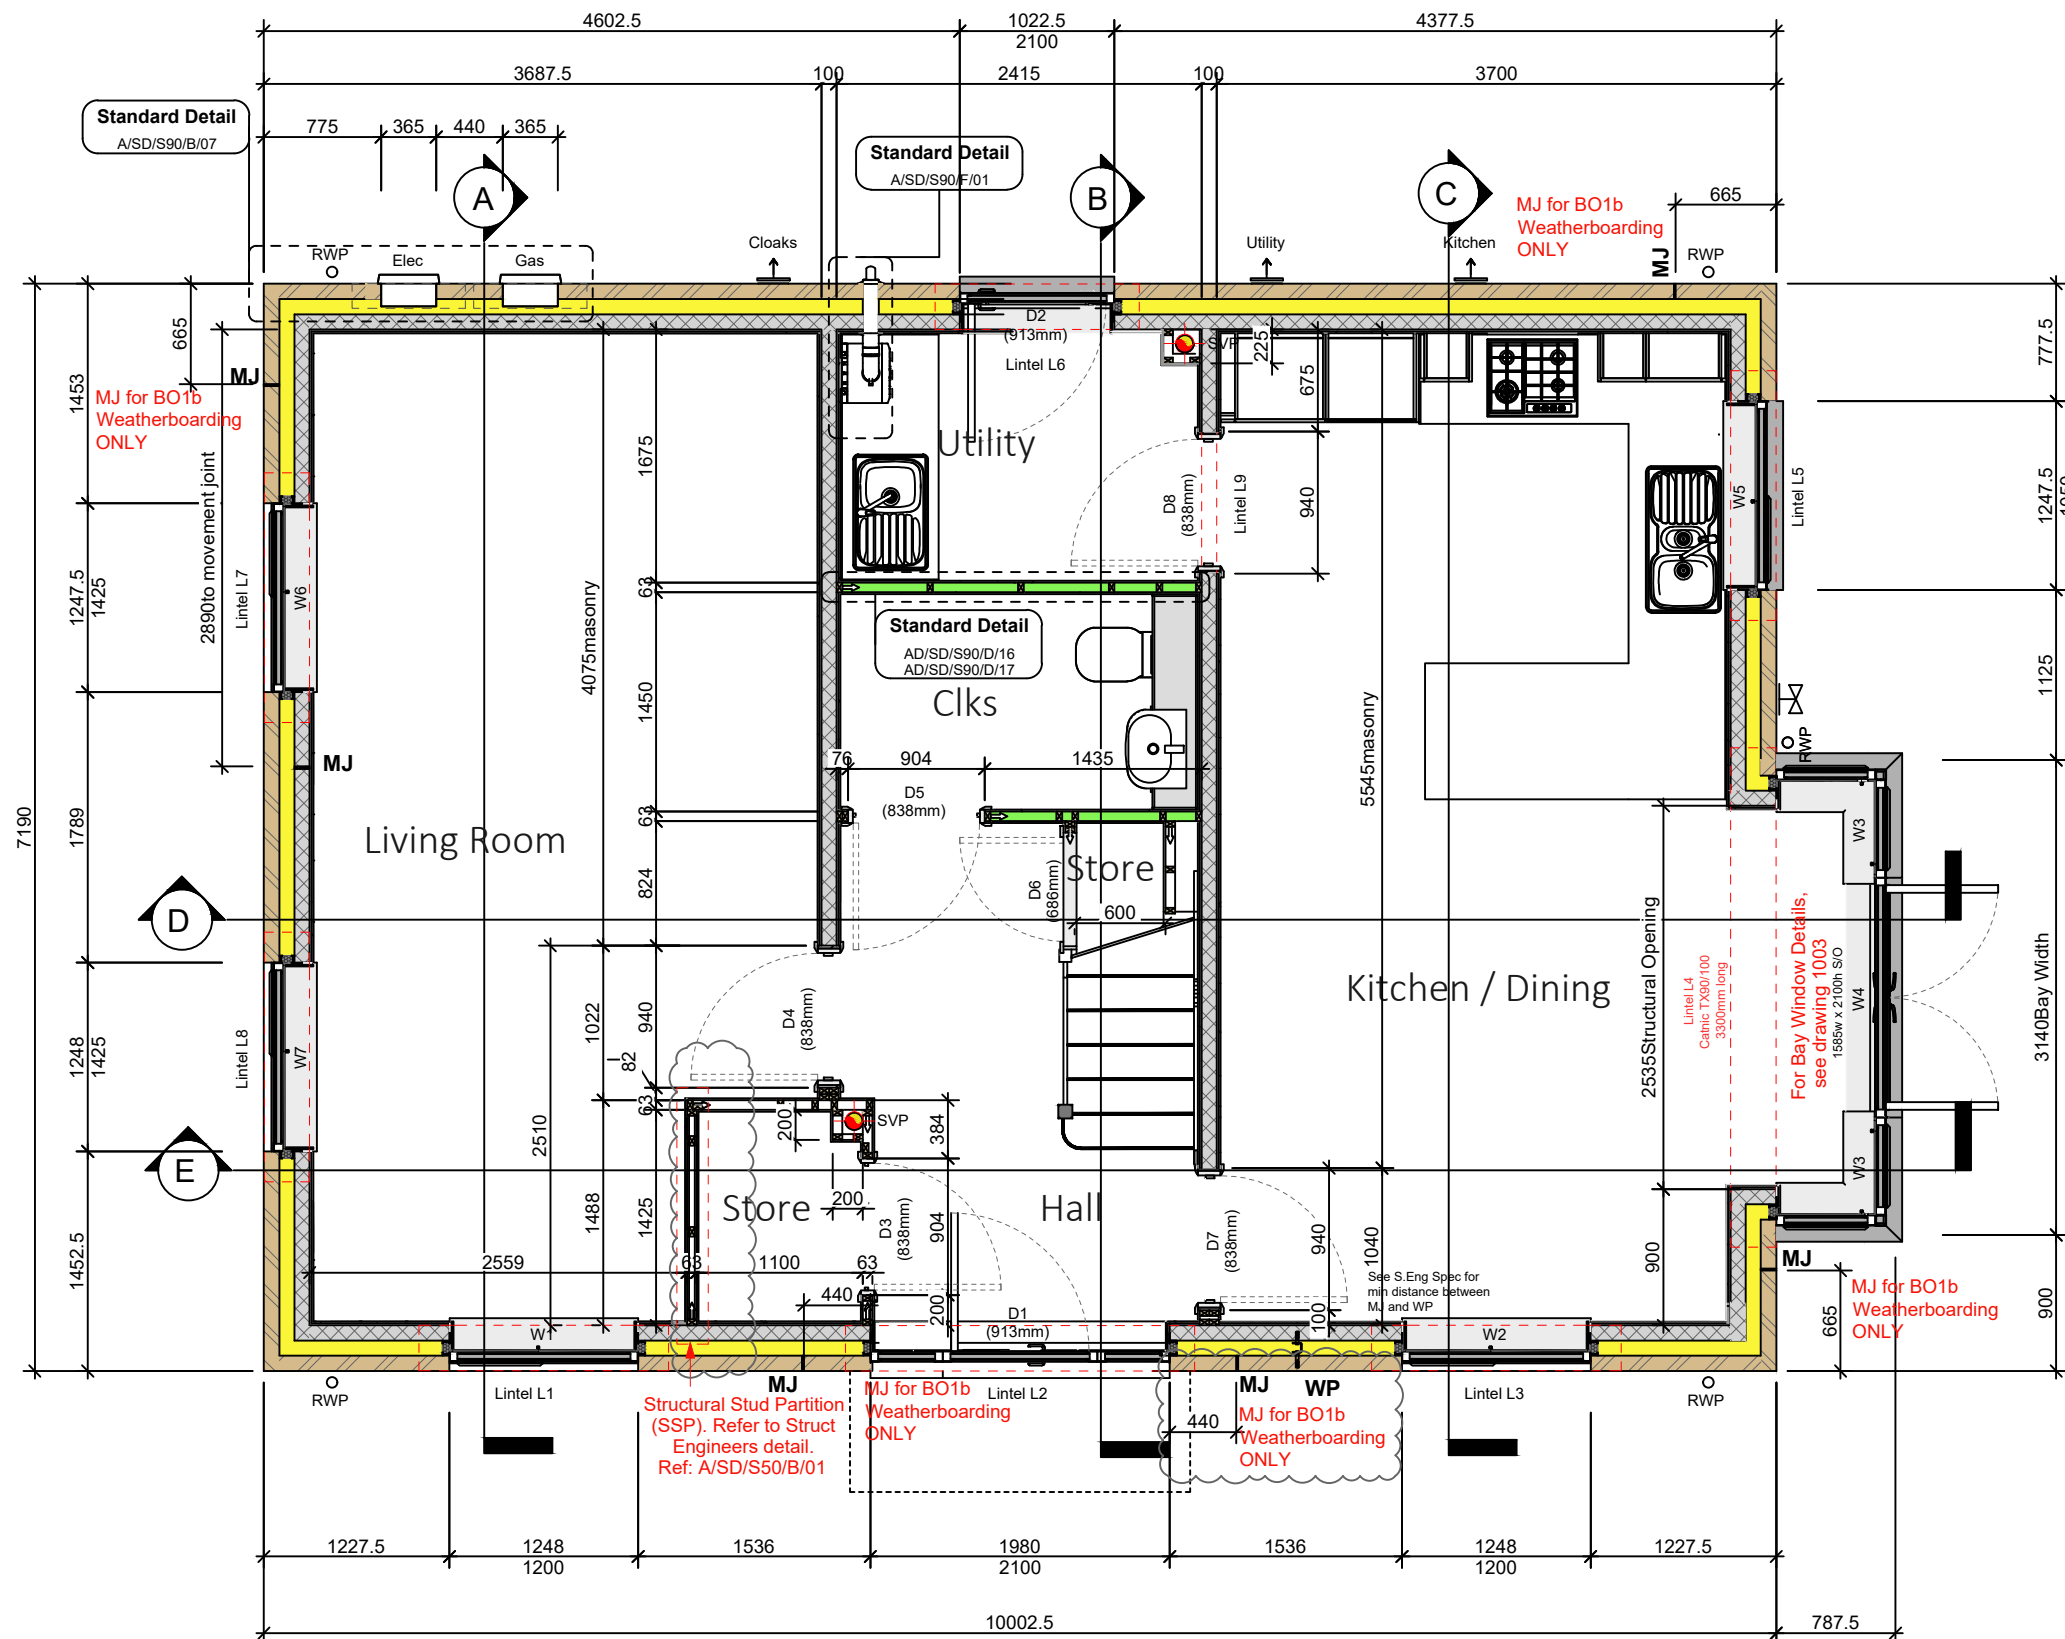 4602.5
1022.5
2100
4377.5
3687.5
100
2415
100
3700
Standard Detail
A/SD/S90/B/07
775
365
440
365
Standard Detail
A/SD/S90/F/01
A
B
C
MJ for BO1b
Weatherboarding
ONLY
665
MJ
RWP
Elec
Gas
Cloaks
Utility
Kitchen
RWP
665
MJ
MJ for BO1b
Weatherboarding
ONLY
D2
(913mm)
Lintel L6
SVP
225
675
777.5
1453
1675
Utility
940
D8
(838mm)
Lintel L9
W5
Lintel L5
1247.5
2890to movement joint
4075masonry
63
1247.5
1425
Lintel L7
W6
Standard Detail
AD/SD/S90/D/16
AD/SD/S90/D/17
Clks
1450
5545masonry
1125
RWP
MJ
76
904
1435
D5
(838mm)
7190
1789
63
Living Room
824
Store
D6
(686mm)
600
W3
D
2535Structural Opening
Kitchen / Dining
Lintel L4
Catnic TX90/100
3300mm long
For Bay Window Details,
see drawing 1003
1585w x 2100h S/O
W4
3140Bay Width
1022
940
D4
(838mm)
82
1248
1425
Lintel L8
W7
63
200
SVP
384
2510
E
W3
Store
200
Hall
1488
1425
D3
(838mm)
904
D7
(838mm)
940
1040
900
1452.5
2559
63
1100
63
440
200
100
See S.Eng Spec for
min distance between
MJ and WP
MJ
MJ for BO1b
Weatherboarding
ONLY
665
900
W1
D1
(913mm)
W2
RWP
Lintel L1
MJ
MJ for BO1b
Weatherboarding
ONLY
Lintel L2
MJ
WP
Lintel L3
RWP
Structural Stud Partition
(SSP). Refer to Struct
Engineers detail.
Ref: A/SD/S50/B/01
440
MJ for BO1b
Weatherboarding
ONLY
1227.5
1248
1200
1536
1980
2100
1536
1248
1200
1227.5
10002.5
787.5